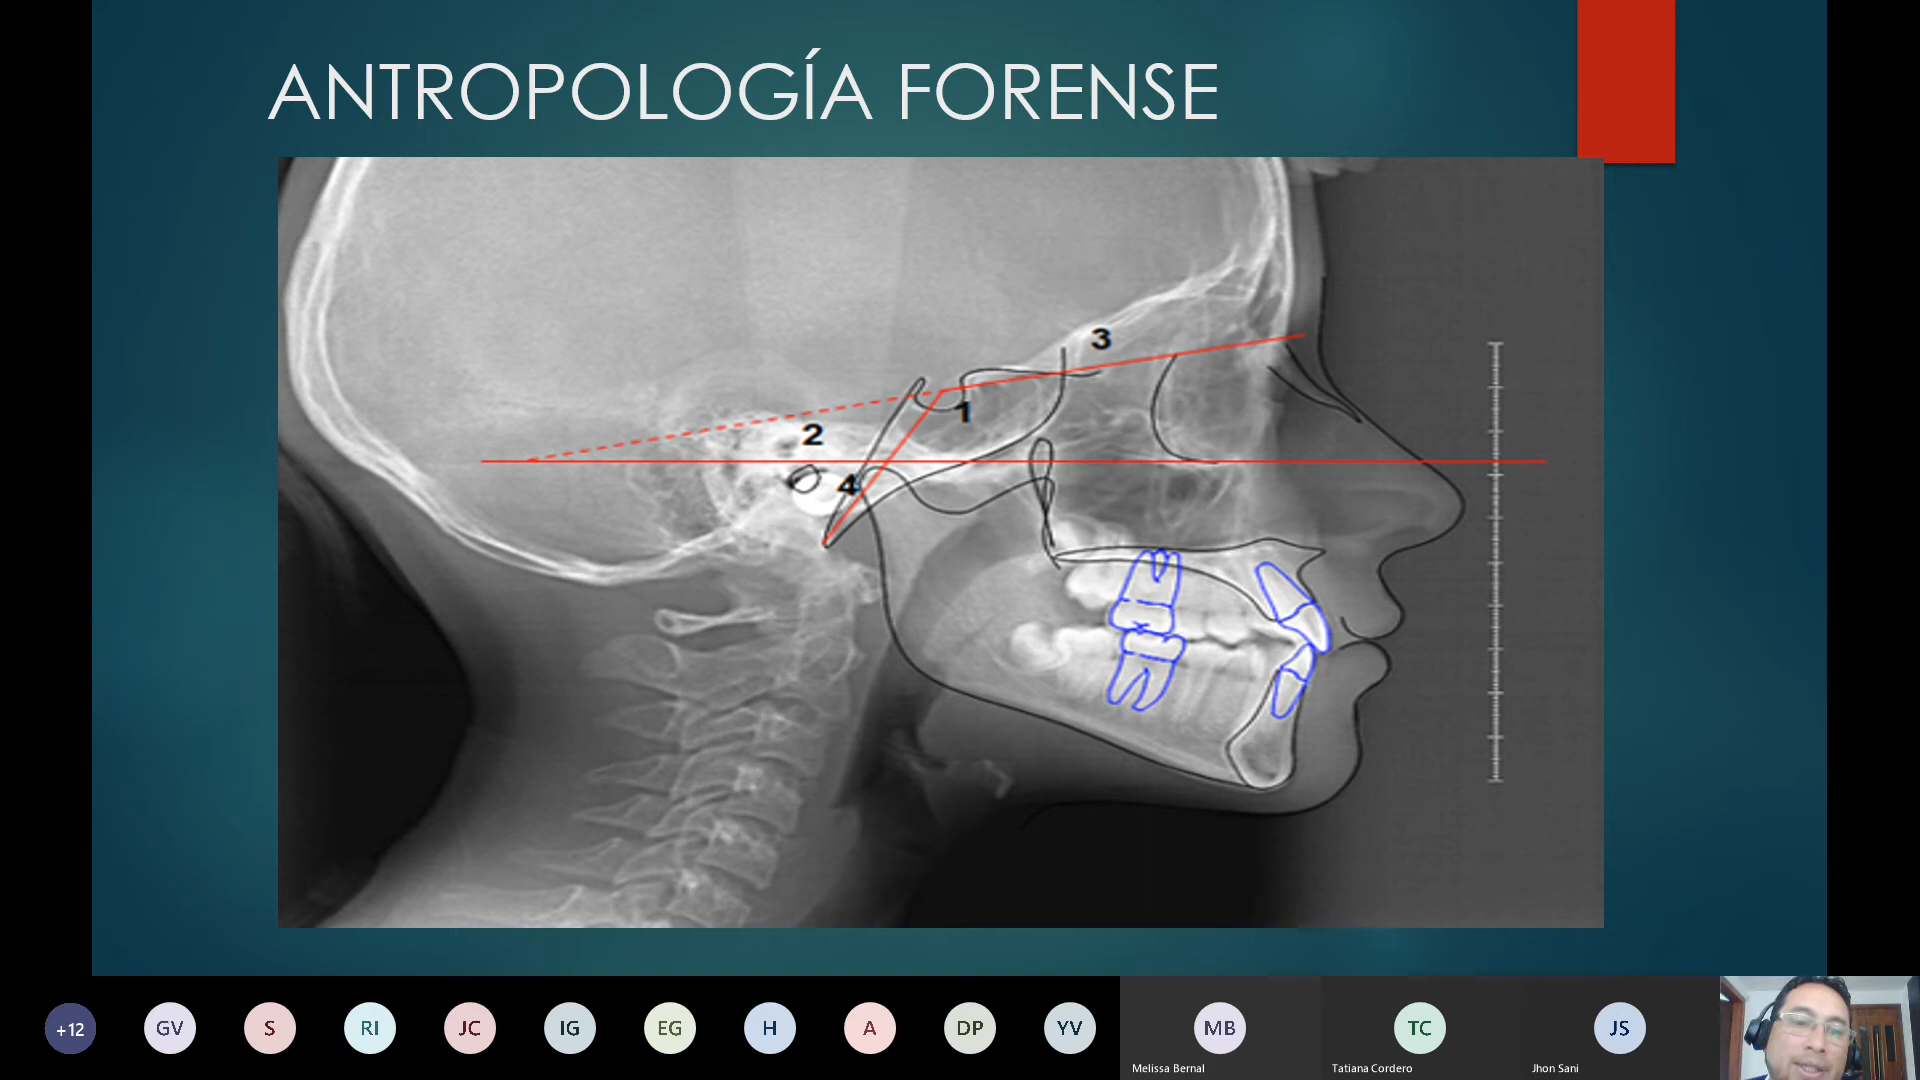 ANTROPOLOGÍA FORENSE
3
1
2
4
+12
GV
S
RI
JC
IG
EG
H
A
DP
YV
MB
TC
JS
Melissa Bernal
Tatiana Cordero
Jhon Sani